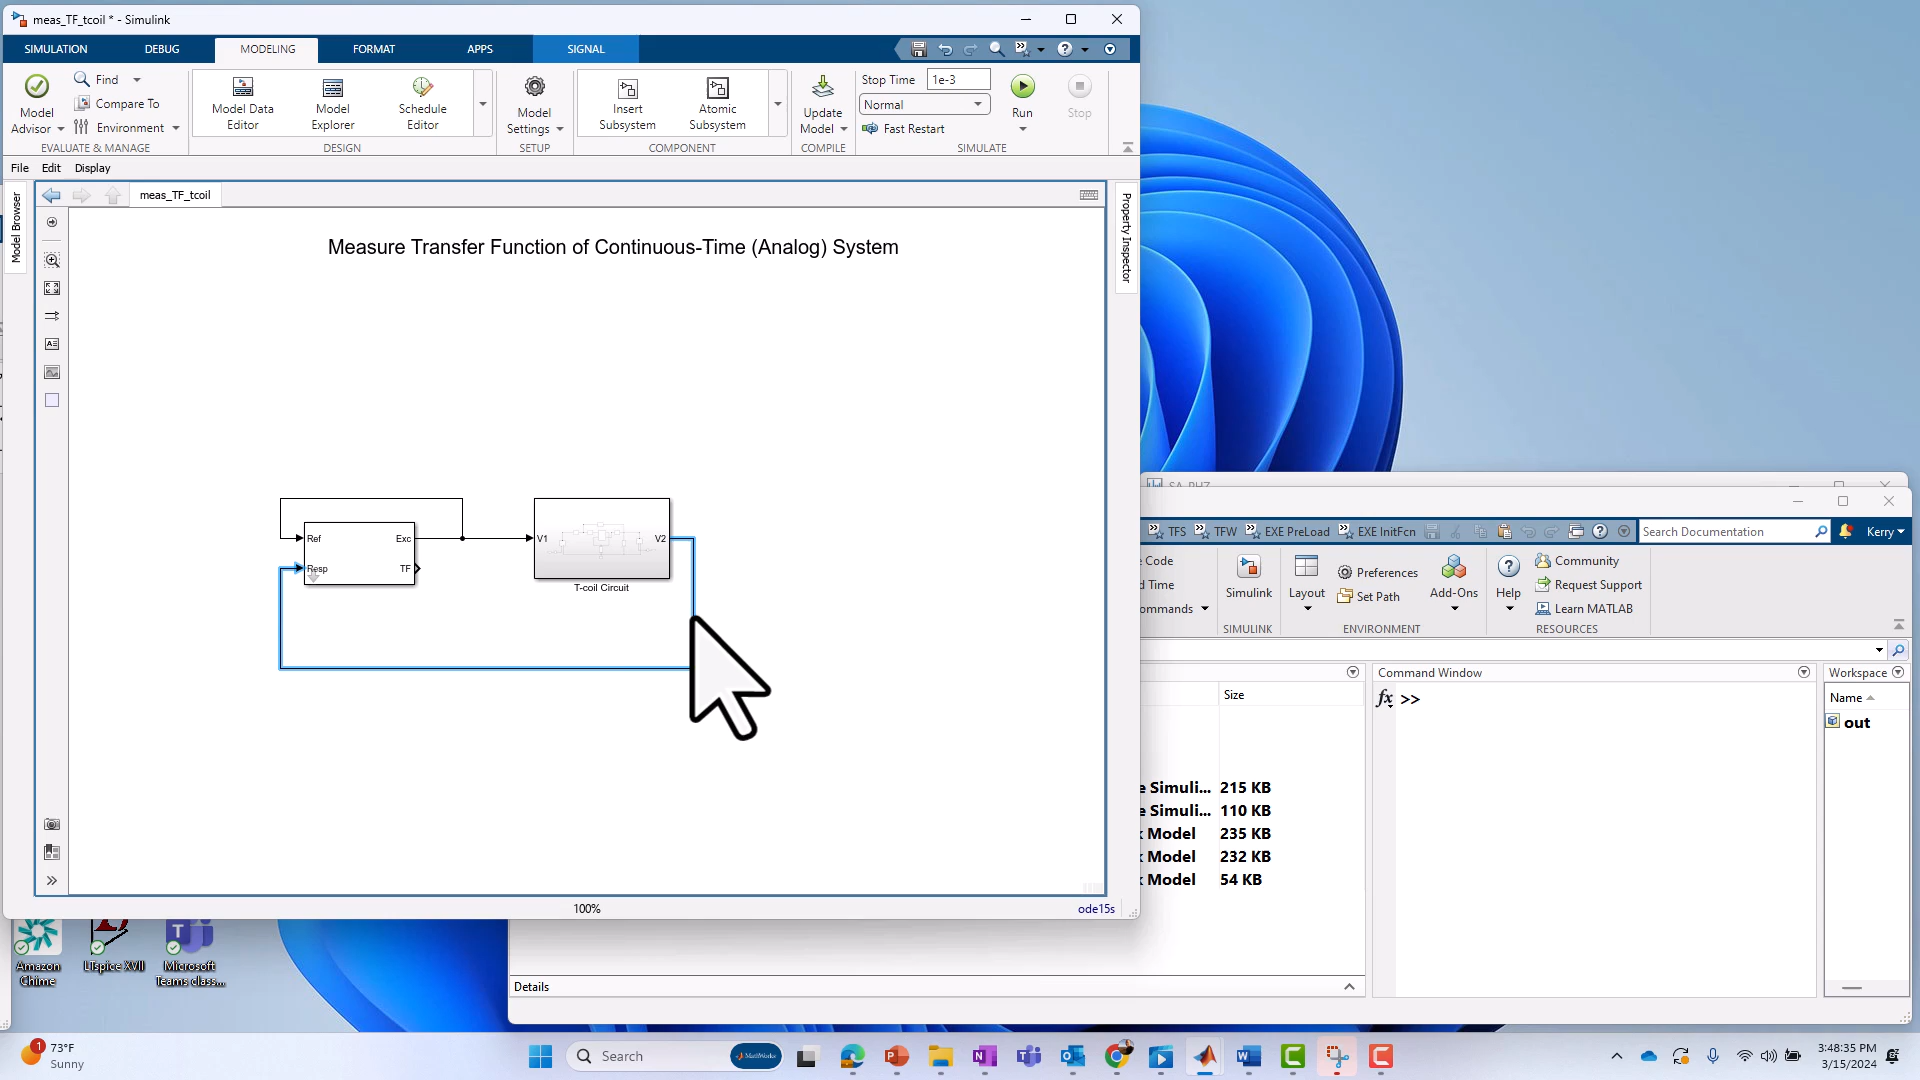 meas_TF_tcoil * - Simulink
SIMULATION
DEBUG
MODELING
FORMAT
APPS
SIGNAL
Model
Advisor
Find
Compare To
Environment
EVALUATE & MANAGE
Model Data
Editor
Model
Explorer
Schedule
Editor
DESIGN
Model
Settings
SETUP
Insert
Subsystem
Atomic
Subsystem
COMPONENT
Update
Model
COMPILE
Stop Time
1e-3
Normal
Fast Restart
Run
Stop
SIMULATE
File
Edit
Display
Model Browser
meas_TF_tcoil
Property Inspector
Measure Transfer Function of Continuous-Time (Analog) System
Ref
Exc
Resp
TF
V1
V2
T-coil Circuit
100%
ode15s
TFS
TFW
EXE PreLoad
EXE InitFcn
Search Documentation
Kerry
e Code
d Time
ommands
Simulink
SIMULINK
Layout
Preferences
Set Path
Add-Ons
ENVIRONMENT
Help
Community
Request Support
Learn MATLAB
RESOURCES
Size
e Simuli... 215 KB
e Simuli... 110 KB
Model 235 KB
Model 232 KB
Model 54 KB
Details
Command Window
fx >>
Workspace
Name
out
Amazon
Chime
LTspice XVII
Microsoft
Teams class...
1
73°F
Sunny
Search
MathWorks
3:48:35 PM
3/15/2024